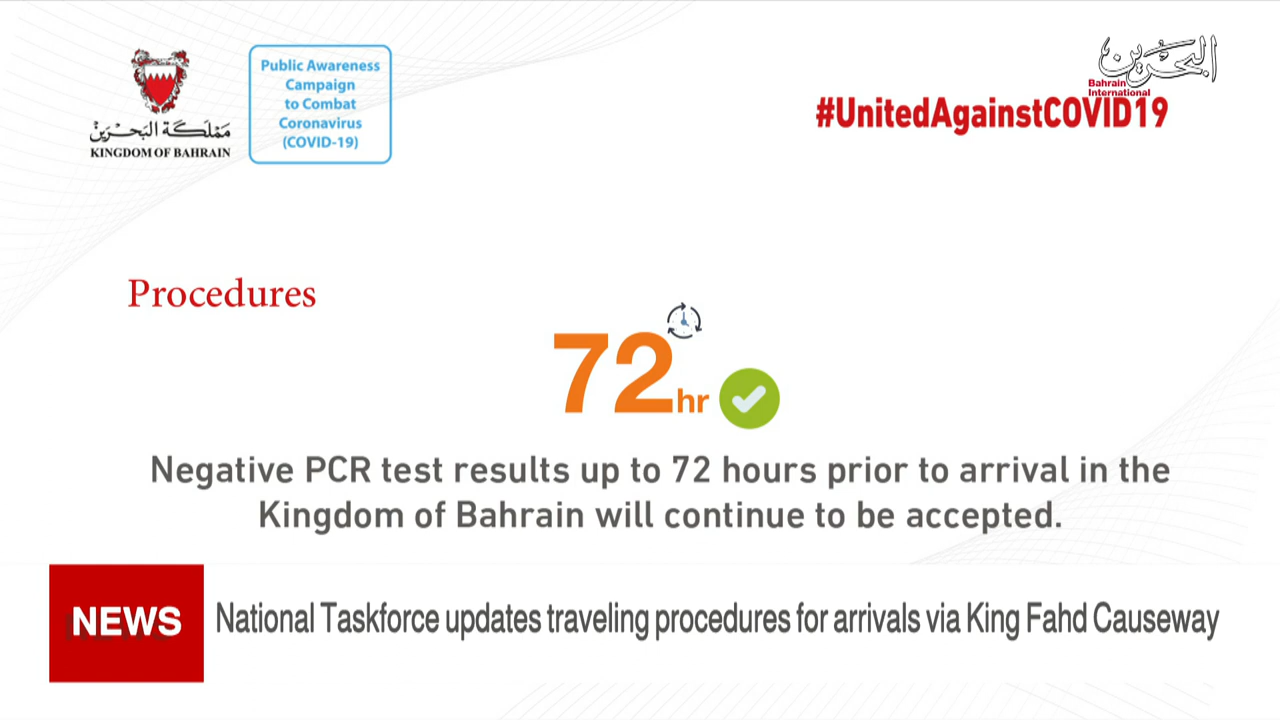 مملكة البحرين
KINGDOM OF BAHRAIN
Public Awareness
Campaign
to Combat
Coronavirus
(COVID-19)
البحرين
Bahrain
International
#UnitedAgainstCOVID19
Procedures
72hr
Negative PCR test results up to 72 hours prior to arrival in the
Kingdom of Bahrain will continue to be accepted.
NEWS
National Taskforce updates traveling procedures for arrivals via King Fahd Causeway